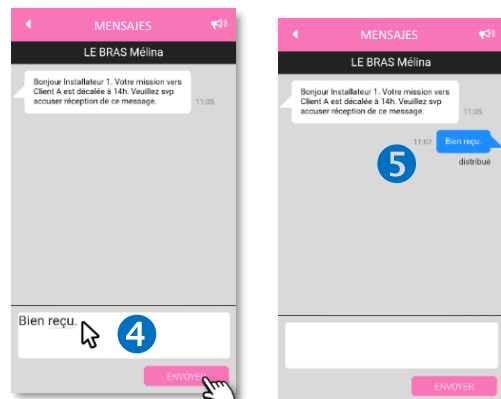 MENSAJES
LE BRAS Mélina
Bonjour Installateur 1. Votre mission vers
Client A est décalée à 14h. Veuillez svp
accuser réception de ce message.
11:05
Bien reçu.
4
ENVOYER
MENSAJES
LE BRAS Mélina
Bonjour Installateur 1. Votre mission vers
Client A est décalée à 14h. Veuillez svp
accuser réception de ce message.
11:05
11:07
Bien reçu.
distribué
5
ENVOYER